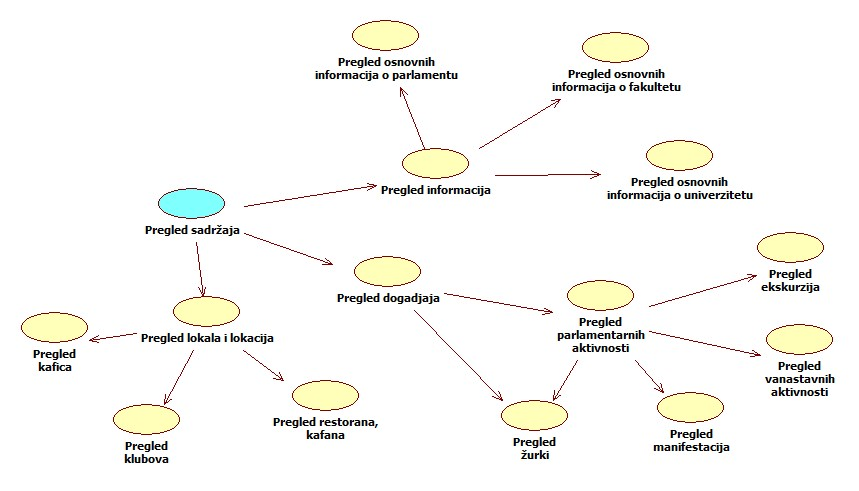 Pregled osnovnih
informacija o parlamentu
Pregled osnovnih
informacija o fakultetu
Pregled informacija
Pregled osnovnih
informacija o univerzitetu
Pregled sadržaja
Pregled dogadjaja
Pregled
ekskurzija
Pregled lokala i lokacija
Pregled
parlamentarnih
aktivnosti
Pregled
kafica
Pregled
vanastavnih
aktivnosti
Pregled restorana,
kafana
Pregled
klubova
Pregled
žurki
Pregled
manifestacija